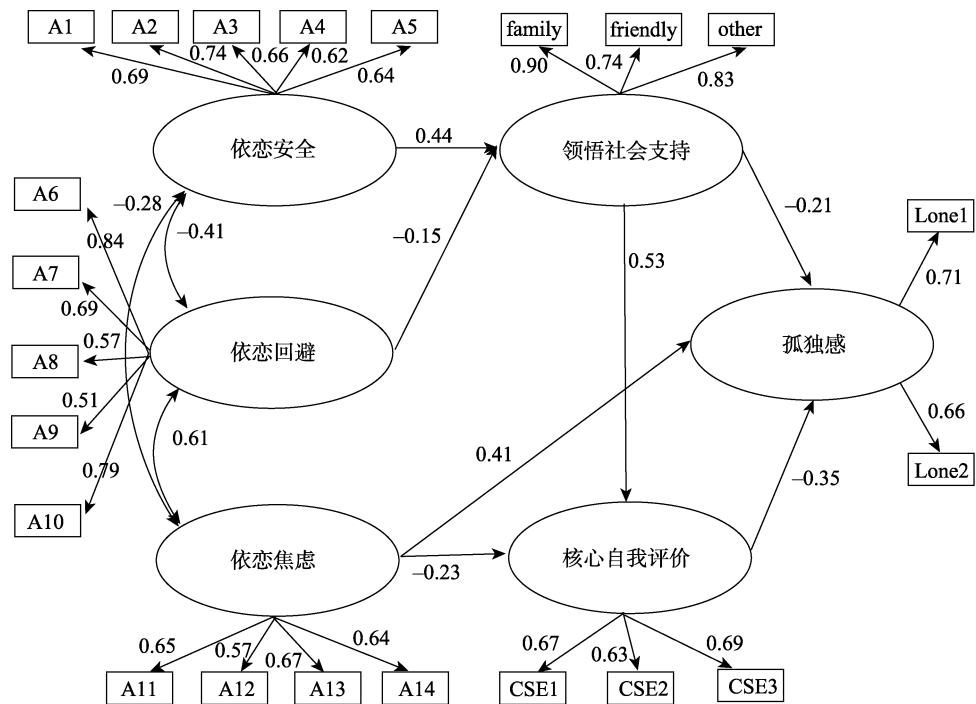 A1
A2
A3
A4
A5
family
friendly
other
0.69
0.74
0.66
0.62
0.64
0.90
0.74
0.83
依恋安全
0.44
领悟社会支持
A6
–0.28
–0.41
–0.15
–0.21
Lone1
0.84
A7
0.53
0.71
0.69
0.57
依恋回避
孤独感
A8
0.51
A9
0.61
0.41
0.66
0.79
Lone2
–0.35
A10
依恋焦虑
–0.23
核心自我评价
0.65
0.57
0.67
0.64
0.67
0.63
0.69
A11
A12
A13
A14
CSE1
CSE2
CSE3